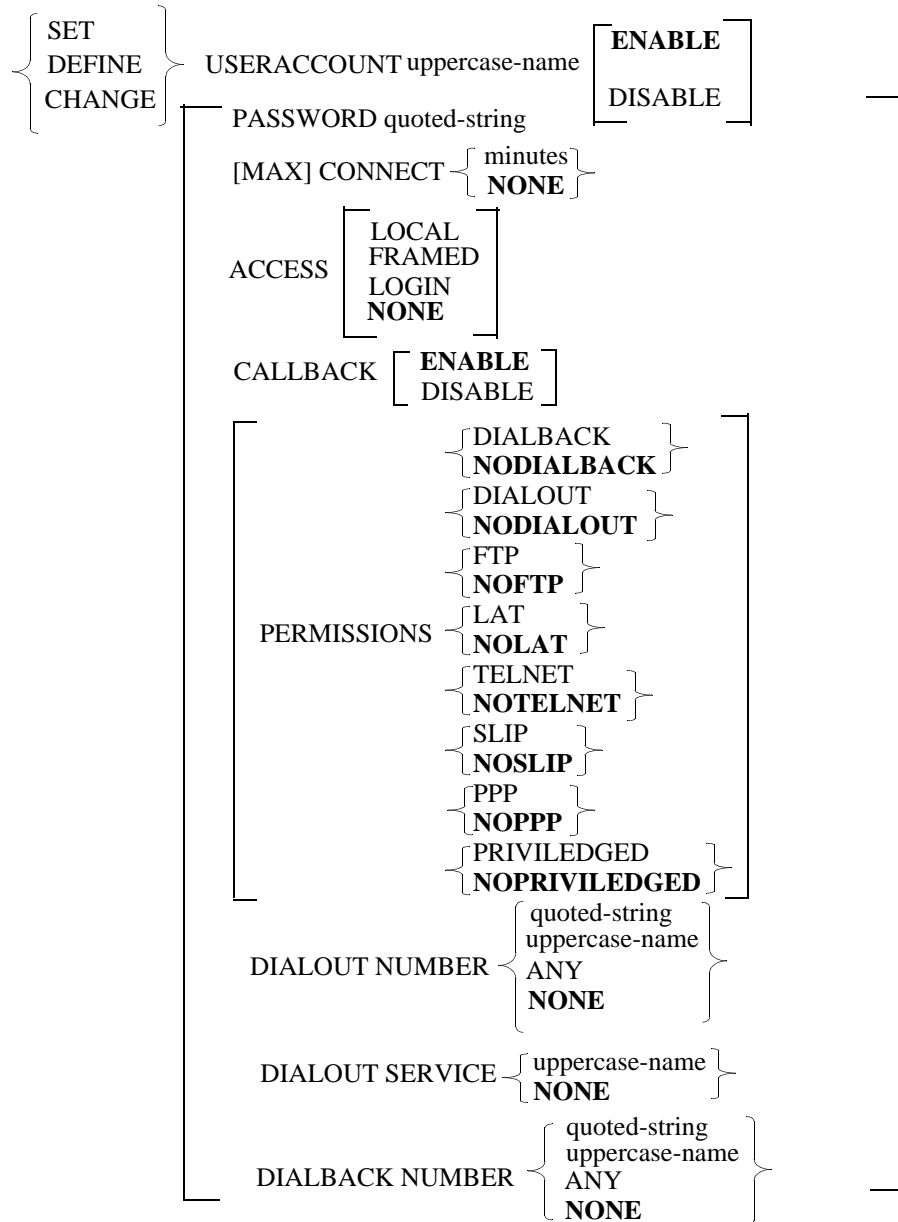 SET
DEFINE
CHANGE
USERACCOUNT uppercase-name
ENABLE
DISABLE
PASSWORD quoted-string
[MAX] CONNECT
minutes
NONE
ACCESS
LOCAL
FRAMED
LOGIN
NONE
CALLBACK
ENABLE
DISABLE
PERMISSIONS
DIALBACK
NODIALBACK
DIALOUT
NODIALOUT
FTP
NOFTP
LAT
NOLAT
TELNET
NOTELNET
SLIP
NOSLIP
PPP
NOPPP
PRIVILEDGED
NOPRIVILEDGED
DIALOUT NUMBER
quoted-string
uppercase-name
ANY
NONE
DIALOUT SERVICE
uppercase-name
NONE
DIALBACK NUMBER
quoted-string
uppercase-name
ANY
NONE